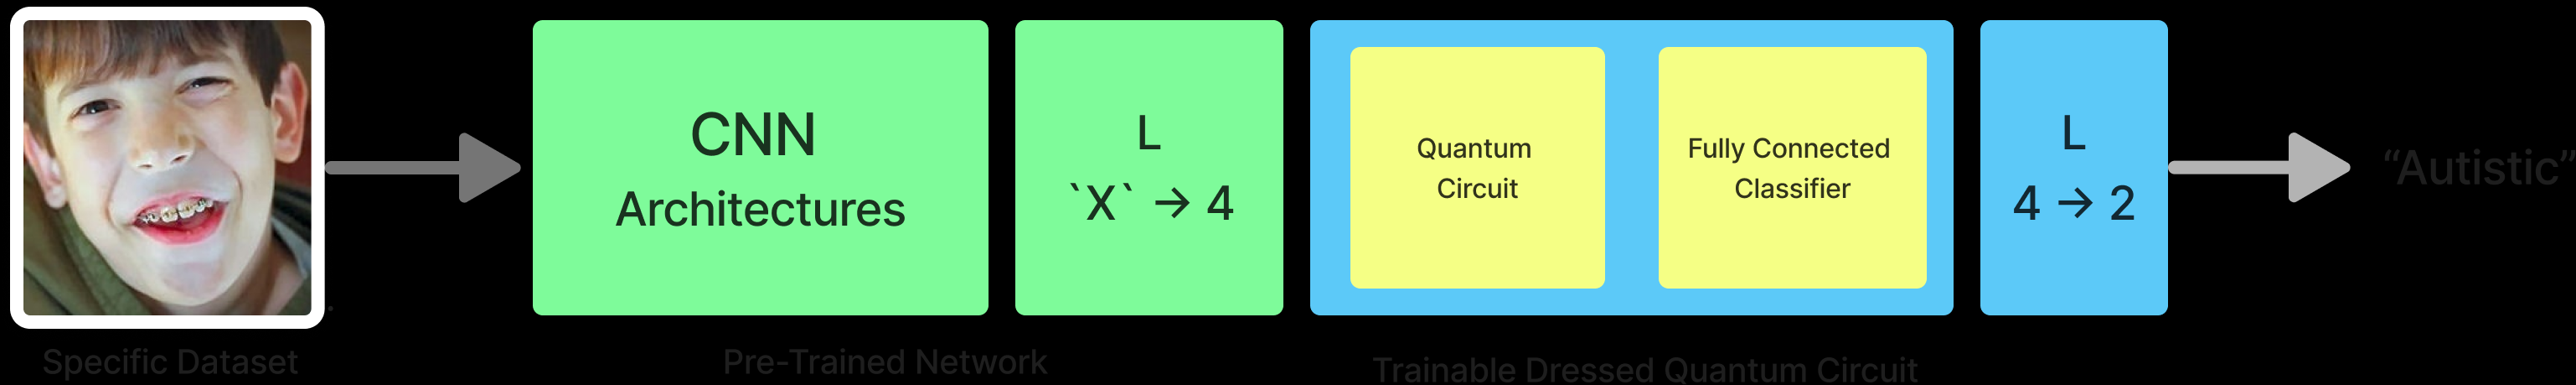 CNN
Architectures
L
`X` → 4
Quantum
Circuit
Fully Connected
Classifier
L
4 → 2
“Autistic”
Specific Dataset
Pre-Trained Network
Trainable Dressed Quantum Circuit